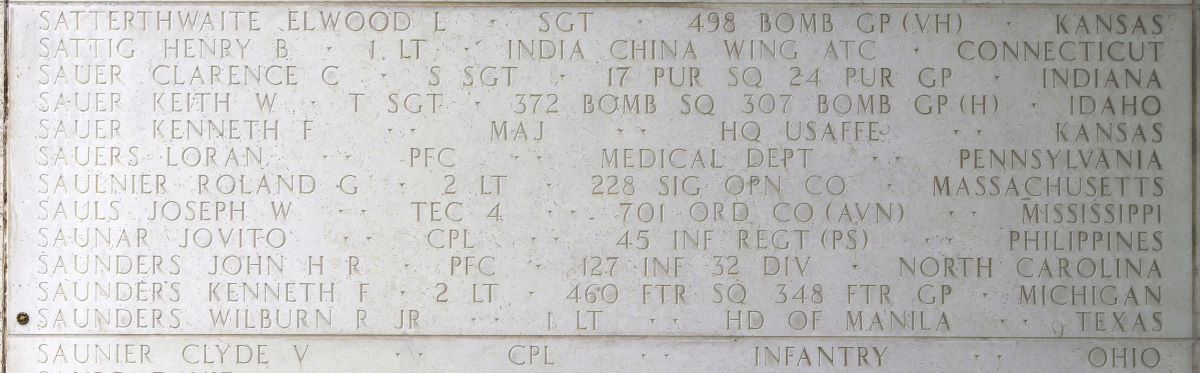 SATTERTHWAITE ELWOOD L · SGT · 498 BOMB GP (VH) · KANSAS
SATTIG HENRY B · 1 LT · INDIA CHINA WING ATC · CONNECTICUT
SAUER CLARENCE C · S SGT · 17 PUR SQ 24 PUR GP · INDIANA
SAUER KEITH W · T SGT · 372 BOMB SQ 307 BOMB GP (H) · IDAHO
SAUER KENNETH F · · MAJ · · HQ USAFFE · · KANSAS
SAUERS LORAN · · PFC · · MEDICAL DEPT · · PENNSYLVANIA
SAULNIER ROLAND G · 2 LT · 228 SIG OPN CO · MASSACHUSETTS
SAULS JOSEPH W · · TEC 4 · · 701 ORD CO (AVN) · · MISSISSIPPI
SAUNAR JOVITO · · CPL · · 45 INF REGT (PS) · · PHILIPPINES
SAUNDERS JOHN H R · PFC · 127 INF 32 DIV · NORTH CAROLINA
SAUNDERS KENNETH F · 2 LT · 460 FTR SQ 348 FTR GP · MICHIGAN
SAUNDERS WILBURN R JR · · 1 LT · · HD OF MANILA · · TEXAS
SAUNIER CLYDE V · · CPL · · INFANTRY · · OHIO